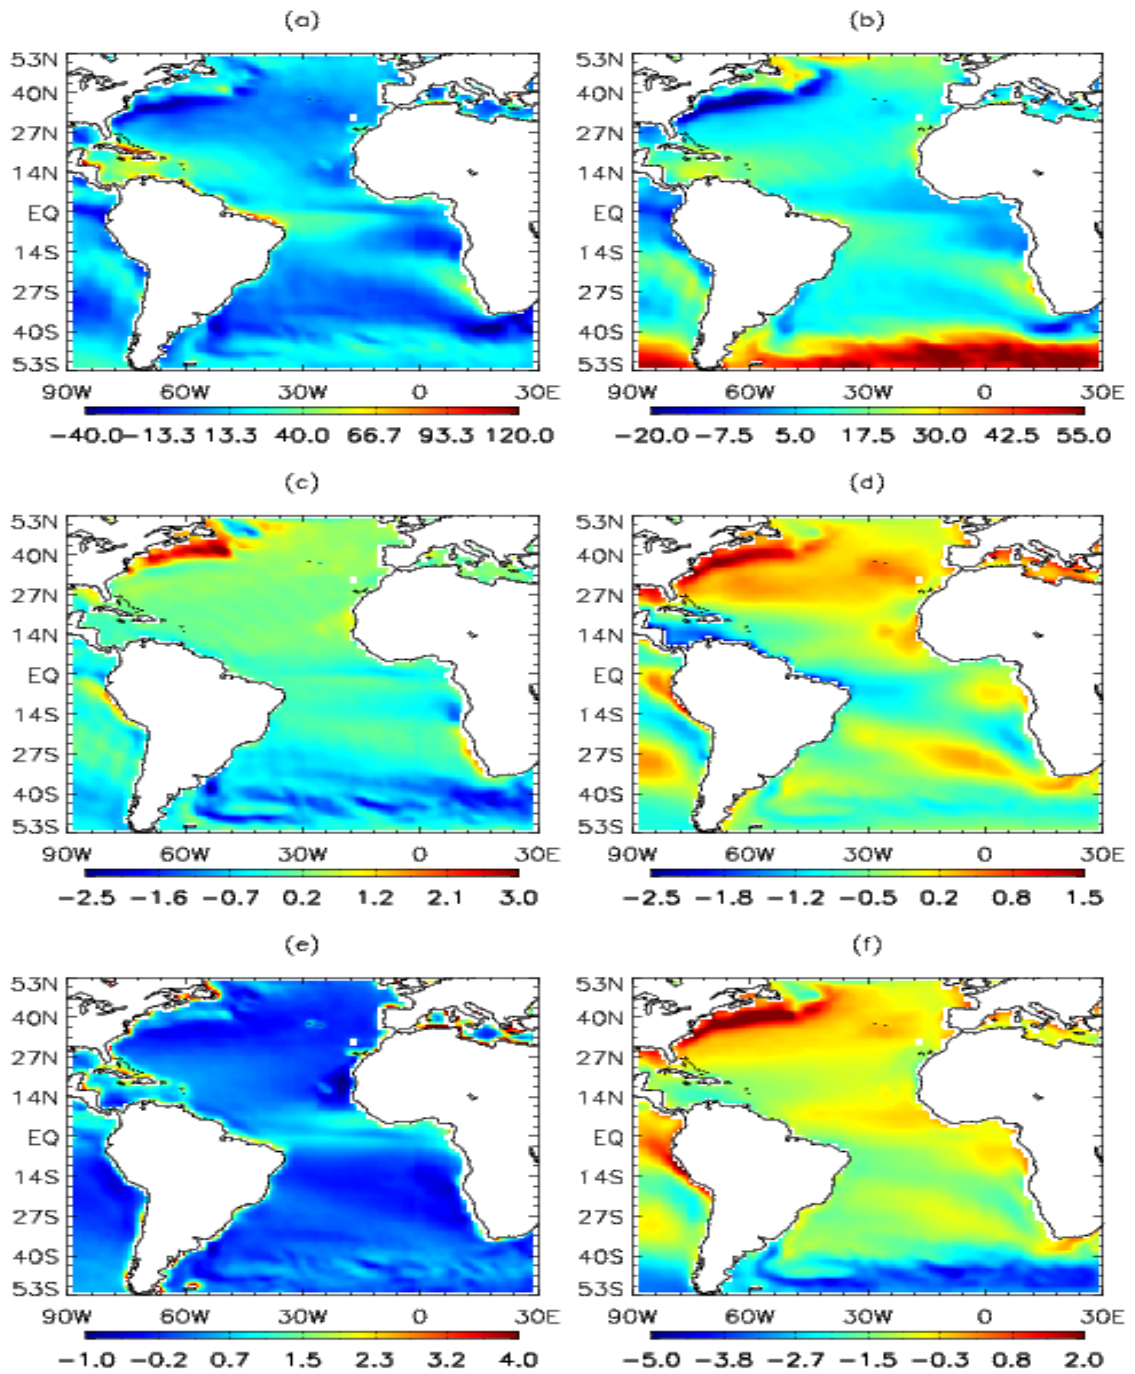 (a) (b)
53N 53N
40N 40N
27N 27N
14N 14N
EQ EQ
14S 14S
27S 27S
40S 40S
53S 53S
90W 60W 30W 0 30E 90W 60W 30W 0 30E
−40.0 −13.3 13.3 40.0 66.7 93.3 120.0 −20.0 −7.5 5.0 17.5 30.0 42.5 55.0
(c) (d)
53N 53N
40N 40N
27N 27N
14N 14N
EQ EQ
14S 14S
27S 27S
40S 40S
53S 53S
90W 60W 30W 0 30E 90W 60W 30W 0 30E
−2.5 −1.6 −0.7 0.2 1.2 2.1 3.0 −2.5 −1.8 −1.2 −0.5 0.2 0.8 1.5
(e) (f)
53N 53N
40N 40N
27N 27N
14N 14N
EQ EQ
14S 14S
27S 27S
40S 40S
53S 53S
90W 60W 30W 0 30E 90W 60W 30W 0 30E
−1.0 −0.2 0.7 1.5 2.3 3.2 4.0 −5.0 −3.8 −2.7 −1.5 −0.3 0.8 2.0